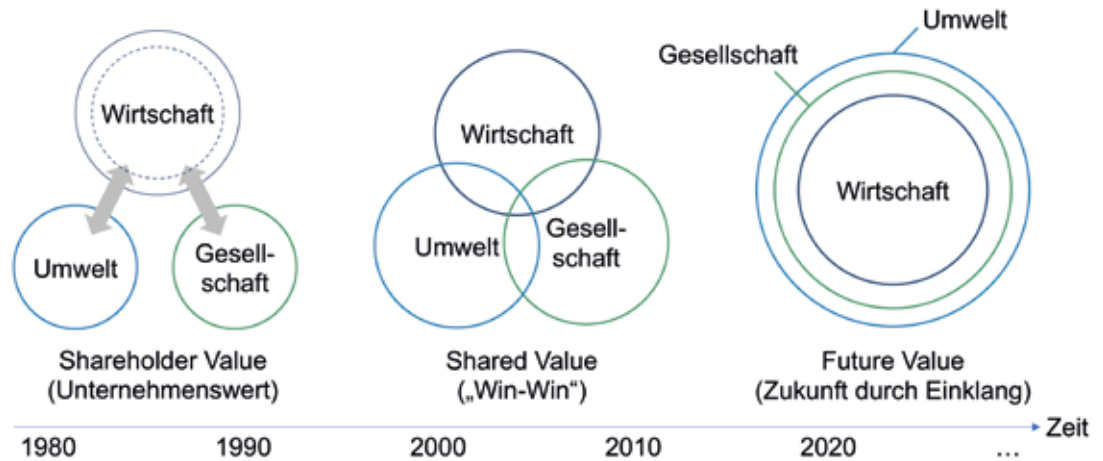 Wirtschaft
Umwelt
Gesell-
schaft
Shareholder Value
(Unternehmenswert)
Wirtschaft
Umwelt
Gesell-
schaft
Shared Value
(„Win-Win“)
Umwelt
Gesellschaft
Wirtschaft
Future Value
(Zukunft durch Einklang)
Zeit
1980 1990 2000 2010 2020 ...